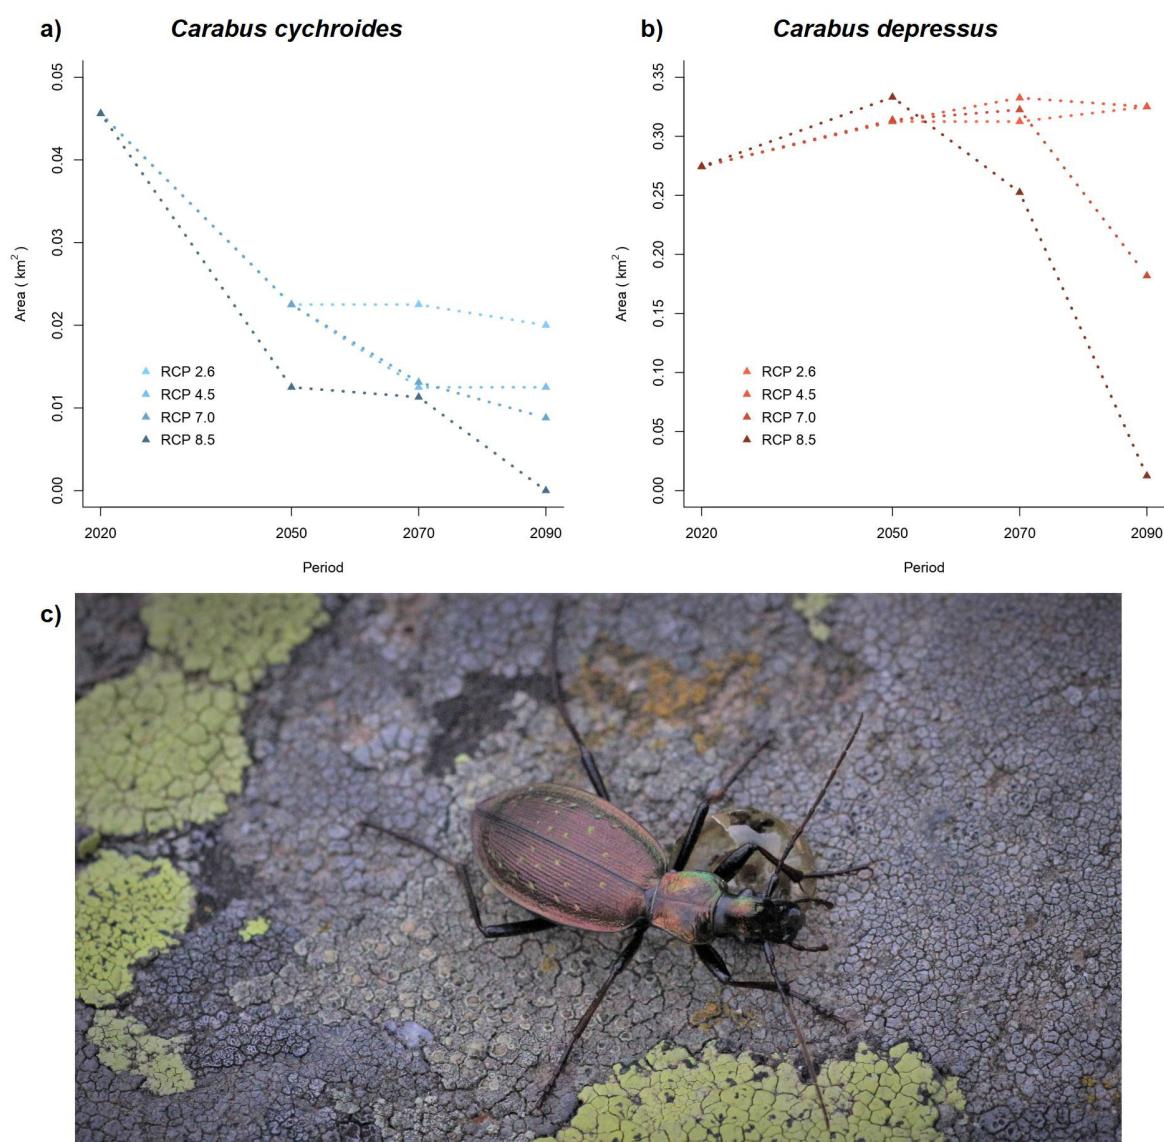 a) Carabus cychroides
0.05
0.04
0.03
0.02
0.01
0.00
Area ( km² )
RCP 2.6
RCP 4.5
RCP 7.0
RCP 8.5
2020 2050 2070 2090
Period
b) Carabus depressus
0.35
0.30
0.25
0.20
0.15
0.10
0.05
0.00
Area ( km² )
RCP 2.6
RCP 4.5
RCP 7.0
RCP 8.5
2020 2050 2070 2090
Period
c)